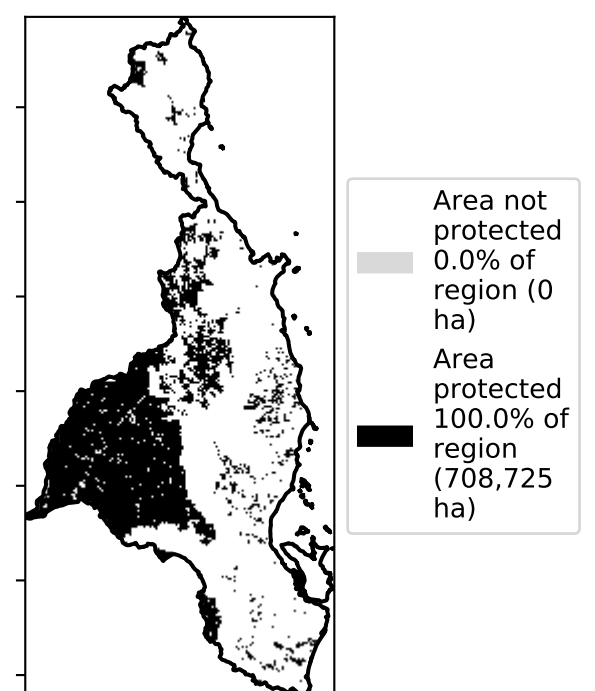 Area not
protected
0.0% of
region (0
ha)
Area
protected
100.0% of
region
(708,725
ha)